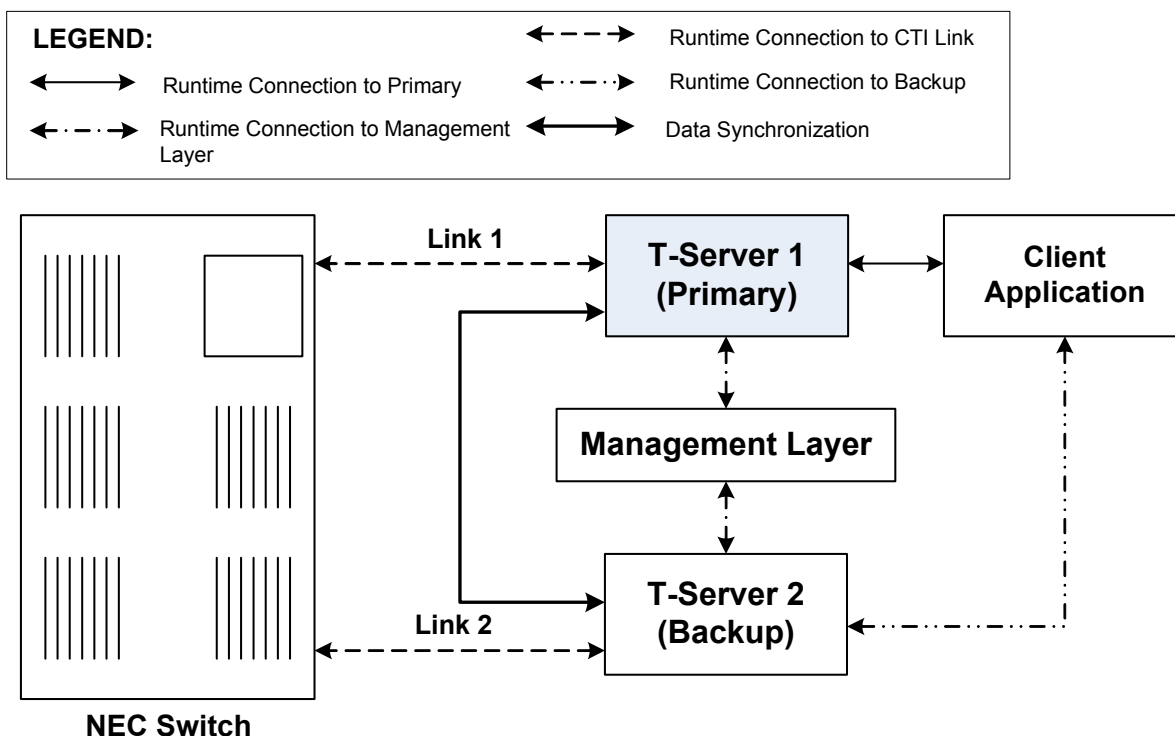 LEGEND:
Runtime Connection to Primary
Runtime Connection to Management
Layer
Runtime Connection to CTI Link
Runtime Connection to Backup
Data Synchronization
Link 1
T-Server 1
(Primary)
Client
Application
Management Layer
T-Server 2
(Backup)
Link 2
NEC Switch